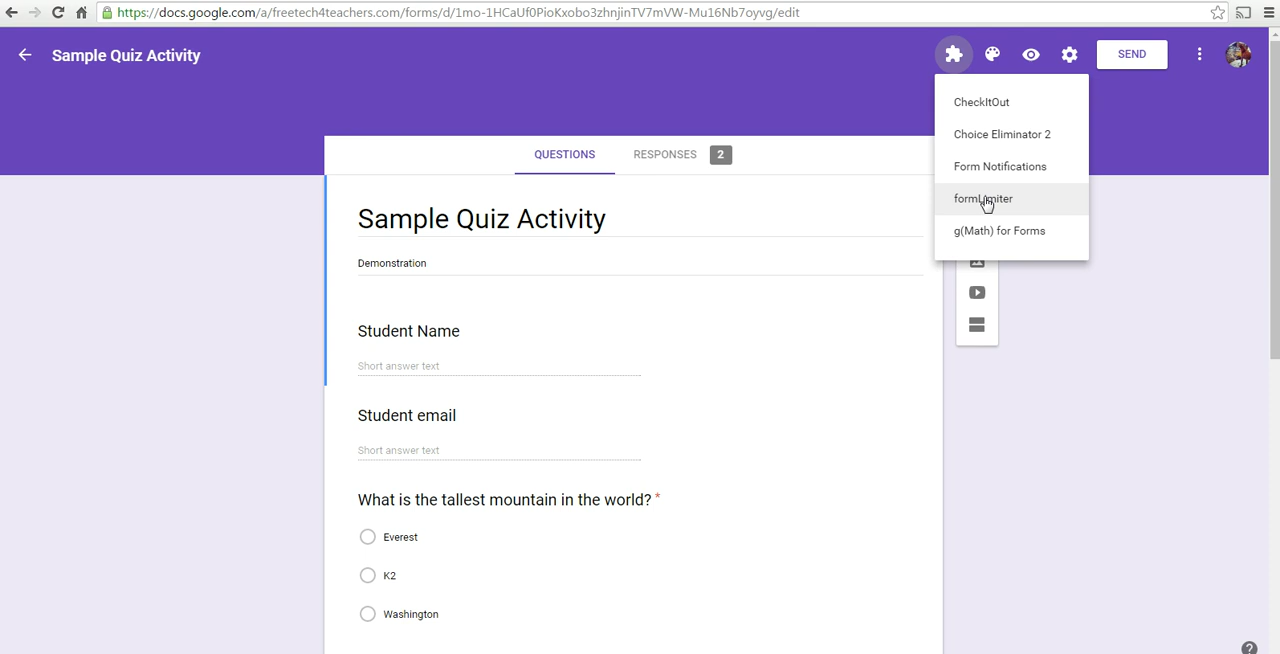 https://docs.google.com/a/freetech4teachers.com/forms/d/1mo-1HCaUf0PioKxobo3zhnjinTV7mVW-Mu16Nb7oyvg/edit
Sample Quiz Activity
SEND
CheckItOut
Choice Eliminator 2
Form Notifications
formLimiter
g(Math) for Forms
QUESTIONS
RESPONSES 2
Sample Quiz Activity
Demonstration
Student Name
Short answer text
Student email
Short answer text
What is the tallest mountain in the world? *
Everest
K2
Washington